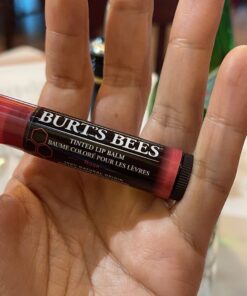 BURT'S BEES
TINTED LIP BALM
BAUME COLORÉ POUR LES LÈVRES